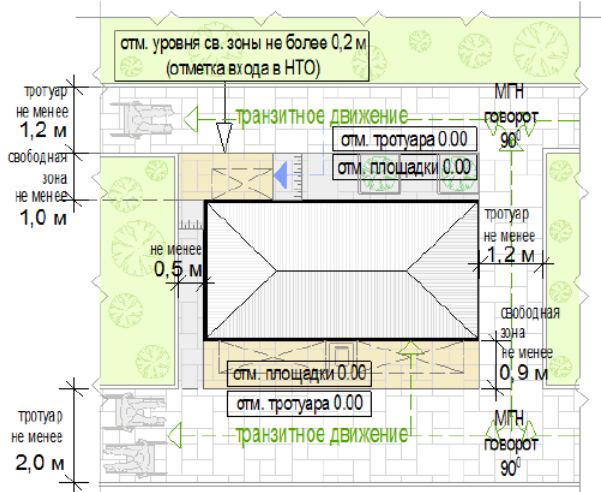 отм. уровня св. зоны не более 0,2 м
(отметка входа в НТО)
тротуар
не менее
1,2 м
транзитное движение
МГН
поворот
90⁰
отм. тротуара 0.00
отм. площадки 0.00
свободная
зона
не менее
1,0 м
не менее
0,5 м
тротуар
не менее
1,2 м
свободная
зона
не менее
0,9 м
отм. площадки 0.00
отм. тротуара 0.00
тротуар
не менее
2,0 м
транзитное движение
МГН
поворот
90⁰